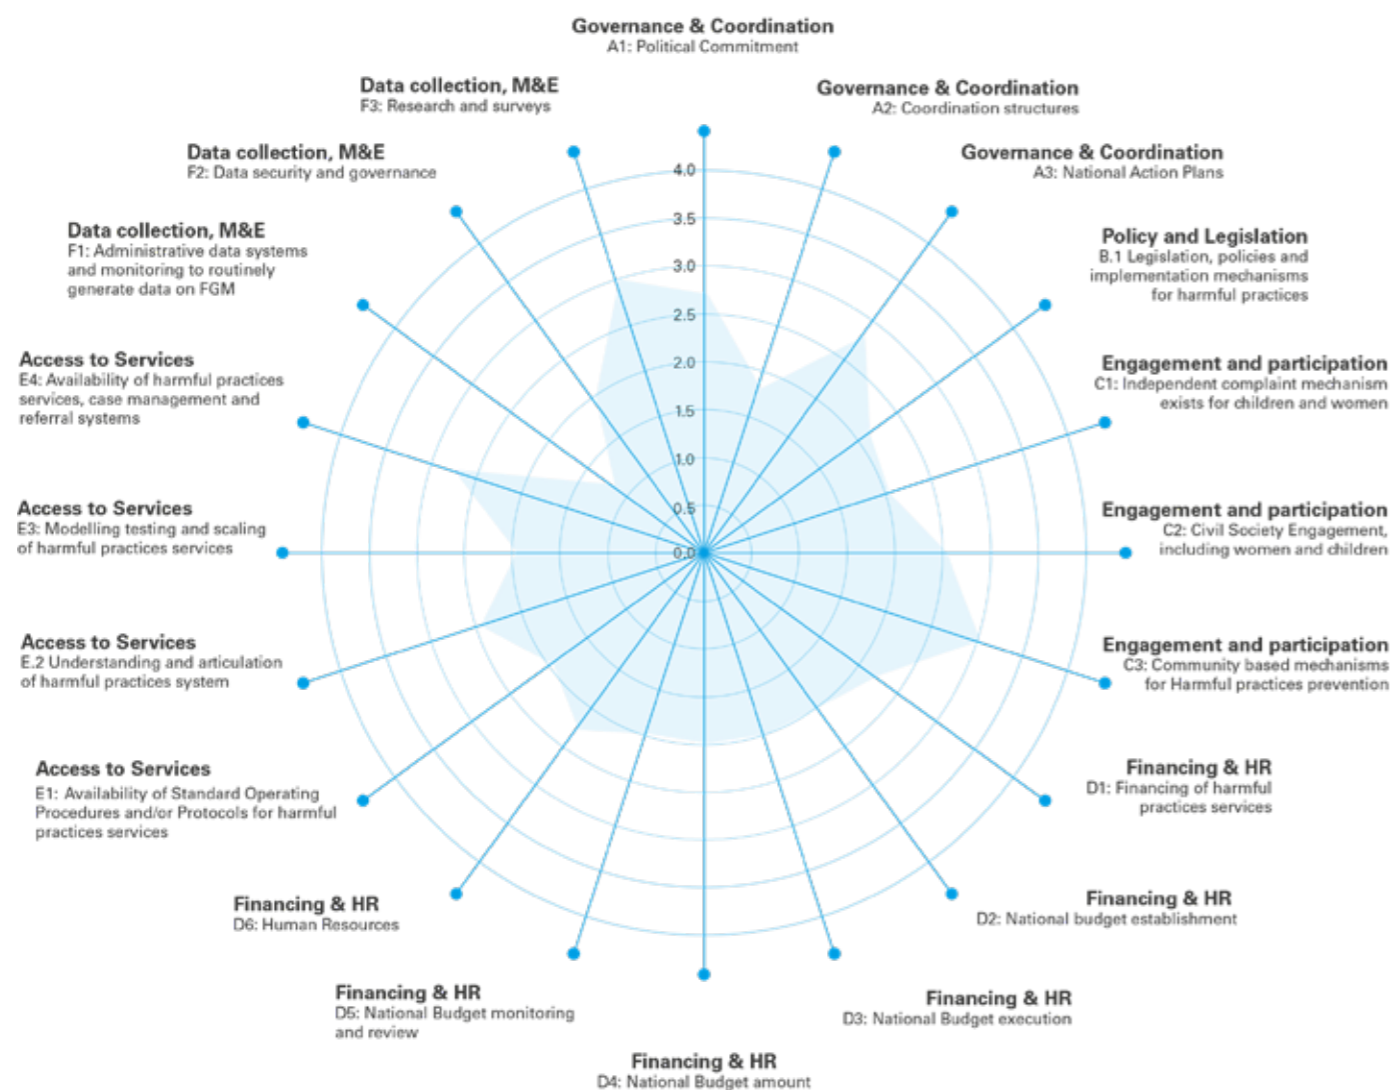 Governance & Coordination
A1: Political Commitment
Governance & Coordination
A2: Coordination structures
Governance & Coordination
A3: National Action Plans
Policy and Legislation
B.1 Legislation, policies and
implementation mechanisms
for harmful practices
Engagement and participation
C1: Independent complaint mechanism
exists for children and women
Engagement and participation
C2: Civil Society Engagement,
including women and children
Engagement and participation
C3: Community based mechanisms
for Harmful practices prevention
Financing & HR
D1: Financing of harmful
practices services
Financing & HR
D2: National budget establishment
Financing & HR
D3: National Budget execution
Financing & HR
D4: National Budget amount
Financing & HR
D5: National Budget monitoring
and review
Financing & HR
D6: Human Resources
Access to Services
E1: Availability of Standard Operating
Procedures and/or Protocols for harmful
practices services
Access to Services
E.2 Understanding and articulation
of harmful practices system
Access to Services
E3: Modelling testing and scaling
of harmful practices services
Access to Services
E4: Availability of harmful practices
services, case management and
referral systems
Data collection, M&E
F1: Administrative data systems
and monitoring to routinely
generate data on FGM
Data collection, M&E
F2: Data security and governance
Data collection, M&E
F3: Research and surveys
4.0
3.5
3.0
2.5
2.0
1.5
1.0
0.5
0.0